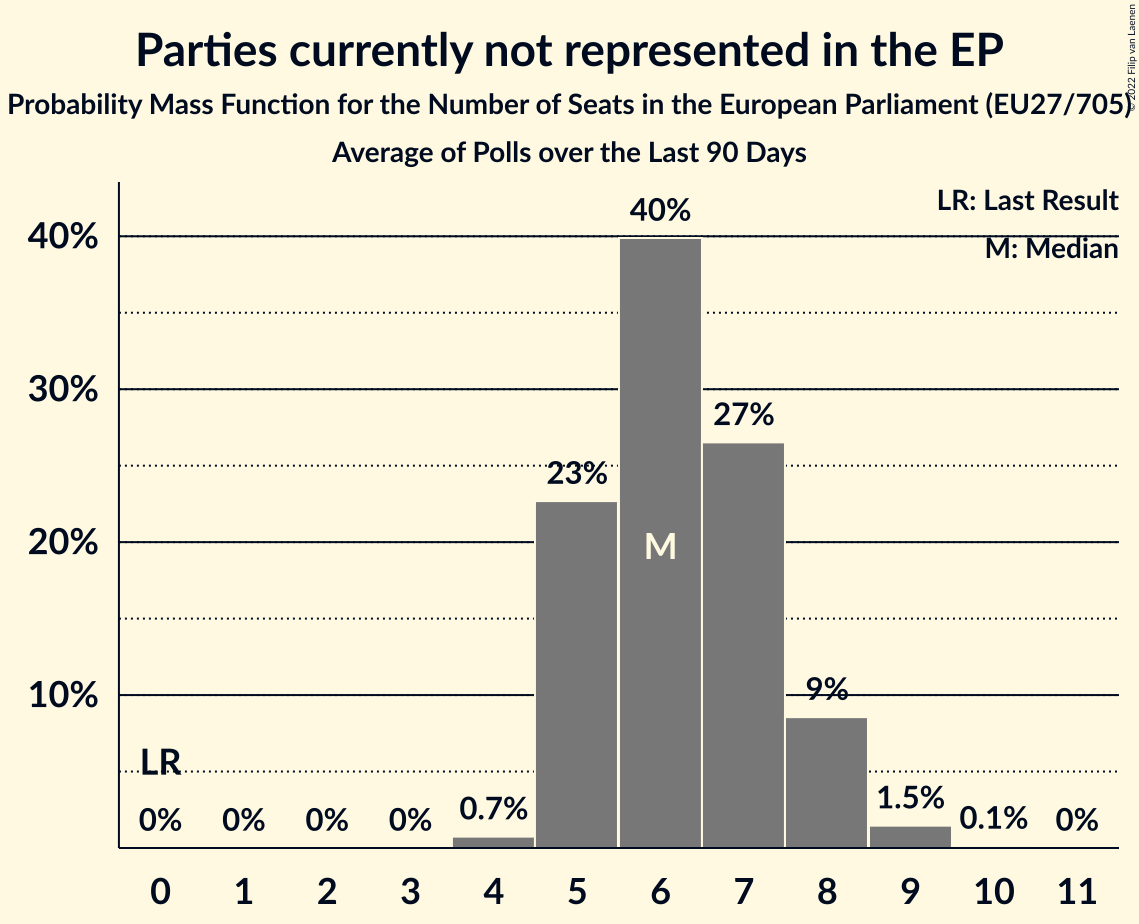 Parties currently not represented in the EP
Probability Mass Function for the Number of Seats in the European Parliament (EU27/705)
Average of Polls over the Last 90 Days
© 2022 Filip van Laenen
LR: Last Result
M: Median
40%
30%
20%
10%
LR
0%
0%
0%
0%
0.7%
23%
40%
M
27%
9%
1.5%
0.1%
0%
0 1 2 3 4 5 6 7 8 9 10 11